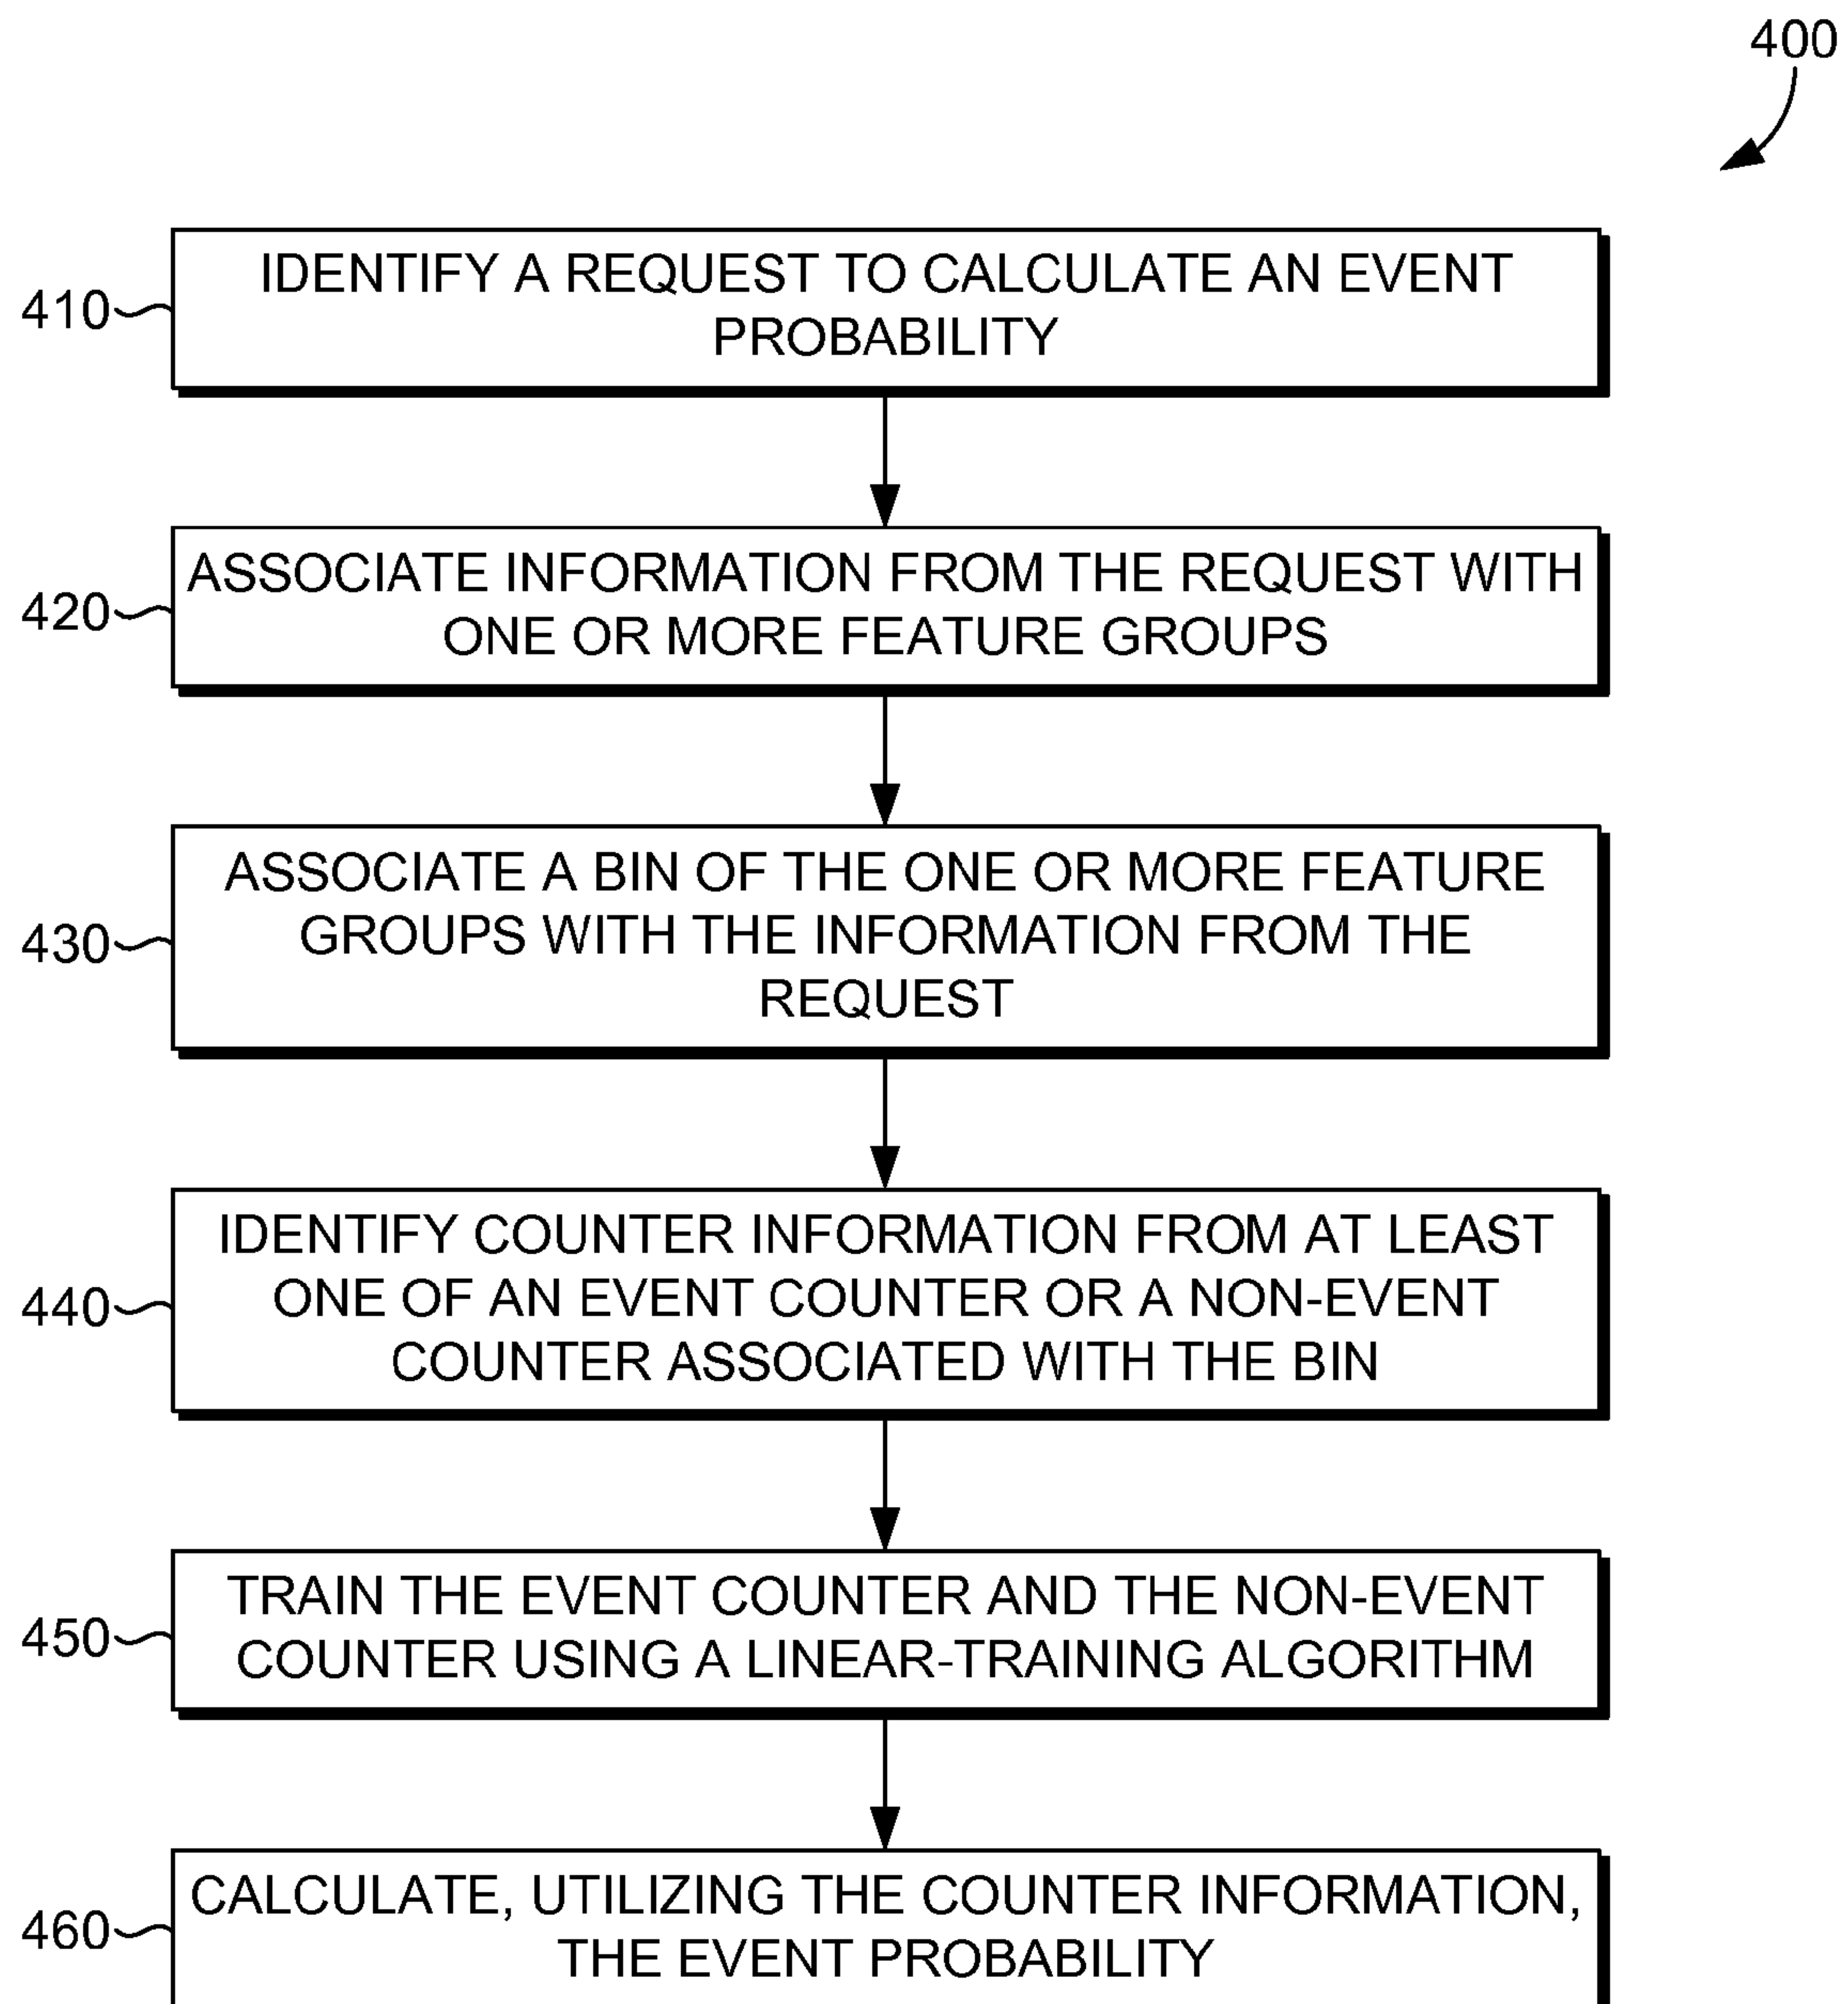 400
IDENTIFY A REQUEST TO CALCULATE AN EVENT
PROBABILITY
410
ASSOCIATE INFORMATION FROM THE REQUEST WITH
ONE OR MORE FEATURE GROUPS
420
ASSOCIATE A BIN OF THE ONE OR MORE FEATURE
GROUPS WITH THE INFORMATION FROM THE
REQUEST
430
IDENTIFY COUNTER INFORMATION FROM AT LEAST
ONE OF AN EVENT COUNTER OR A NON-EVENT
COUNTER ASSOCIATED WITH THE BIN
440
TRAIN THE EVENT COUNTER AND THE NON-EVENT
COUNTER USING A LINEAR-TRAINING ALGORITHM
450
CALCULATE, UTILIZING THE COUNTER INFORMATION,
THE EVENT PROBABILITY
460